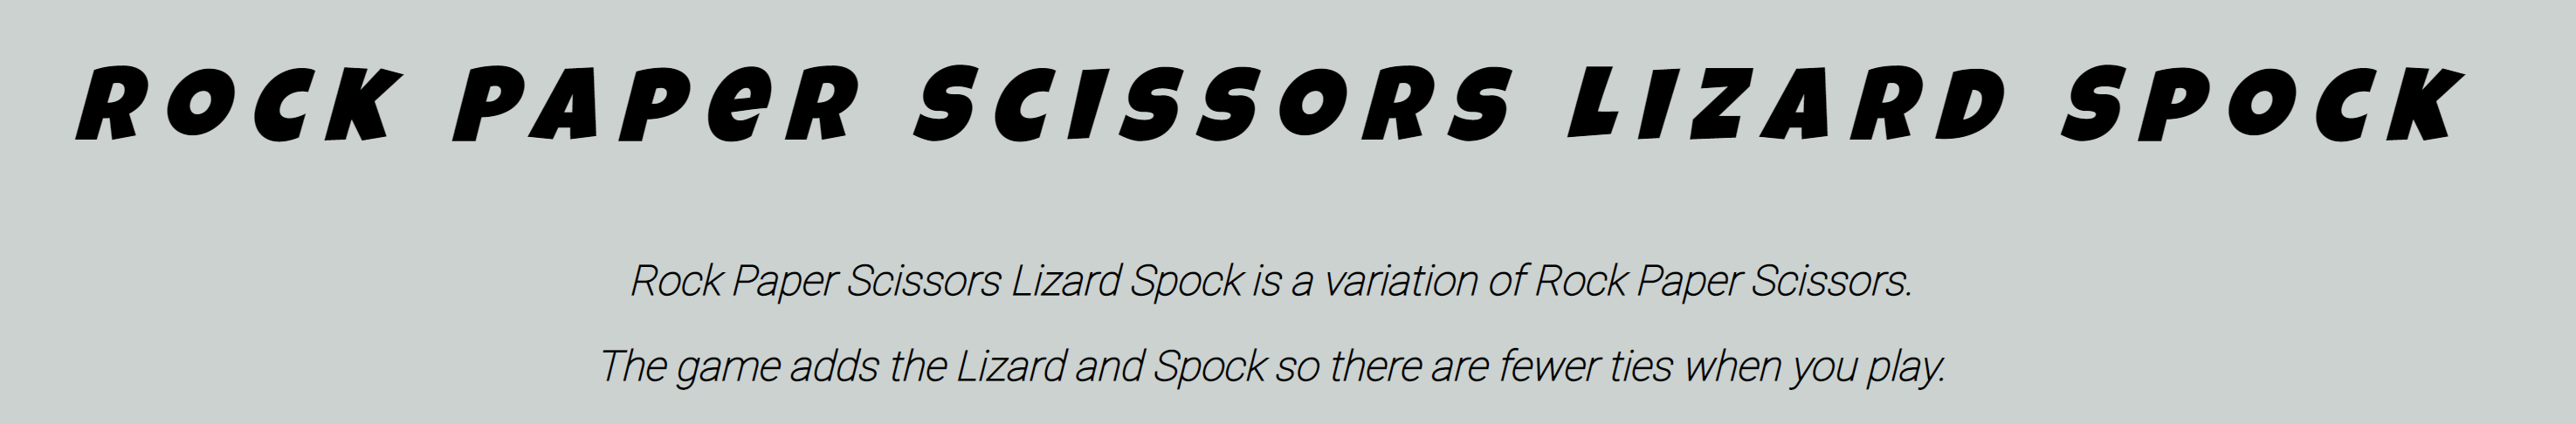 ROCK PAPeR SCISSORS LIZARD SPOCK
Rock Paper Scissors Lizard Spock is a variation of Rock Paper Scissors.
The game adds the Lizard and Spock so there are fewer ties when you play.